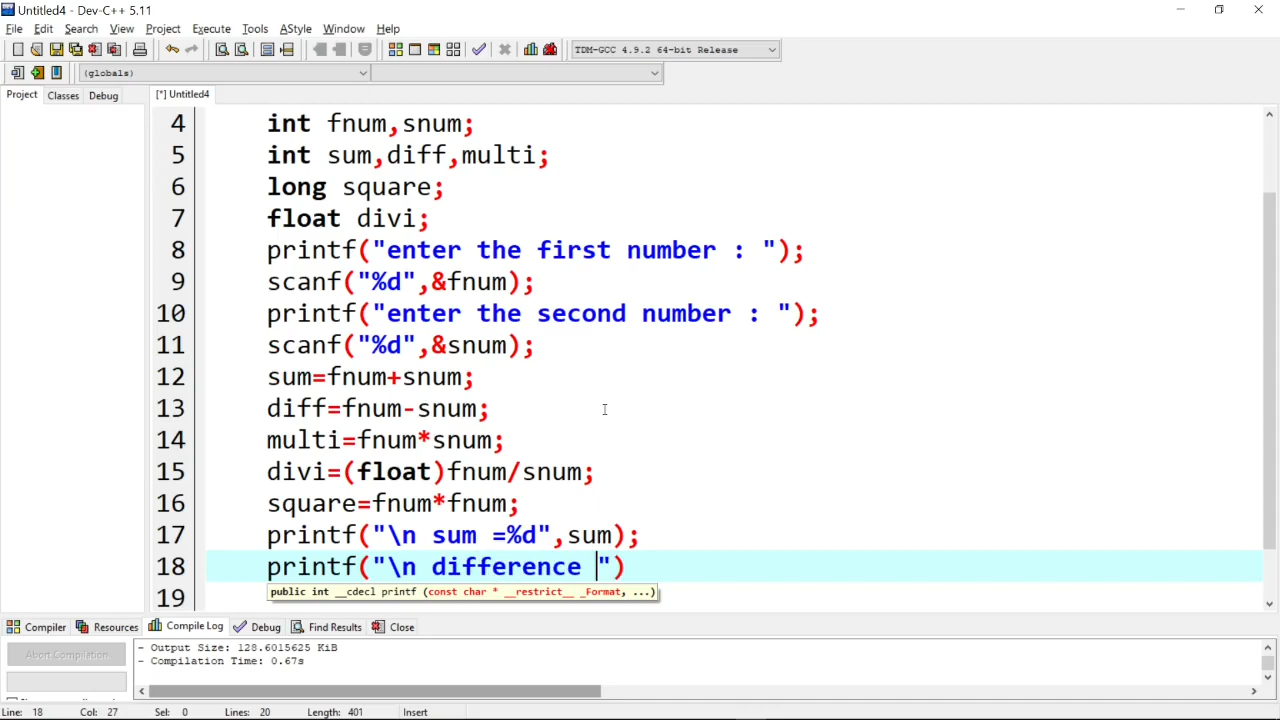 Untitled4 - Dev-C++ 5.11
File Edit Search View Project Execute Tools AStyle Window Help
TDM-GCC 4.9.2 64-bit Release
(globals)
Project Classes Debug [*] Untitled4
4 int fnum,snum;
5 int sum,diff,multi;
6 long square;
7 float divi;
8 printf("enter the first number : ");
9 scanf("%d",&fnum);
10 printf("enter the second number : ");
11 scanf("%d",&snum);
12 sum=fnum+snum;
13 diff=fnum-snum;
14 multi=fnum*snum;
15 divi=(float)fnum/snum;
16 square=fnum*fnum;
17 printf("\n sum =%d",sum);
18 printf("\n difference ")
public int __cdecl printf (const char * __restrict__ _Format, ...)
19
Compiler Resources Compile Log Debug Find Results Close
Abort Compilation
- Output Size: 128.6015625 KiB
- Compilation Time: 0.67s
Line: 18 Col: 27 Sel: 0 Lines: 20 Length: 401 Insert